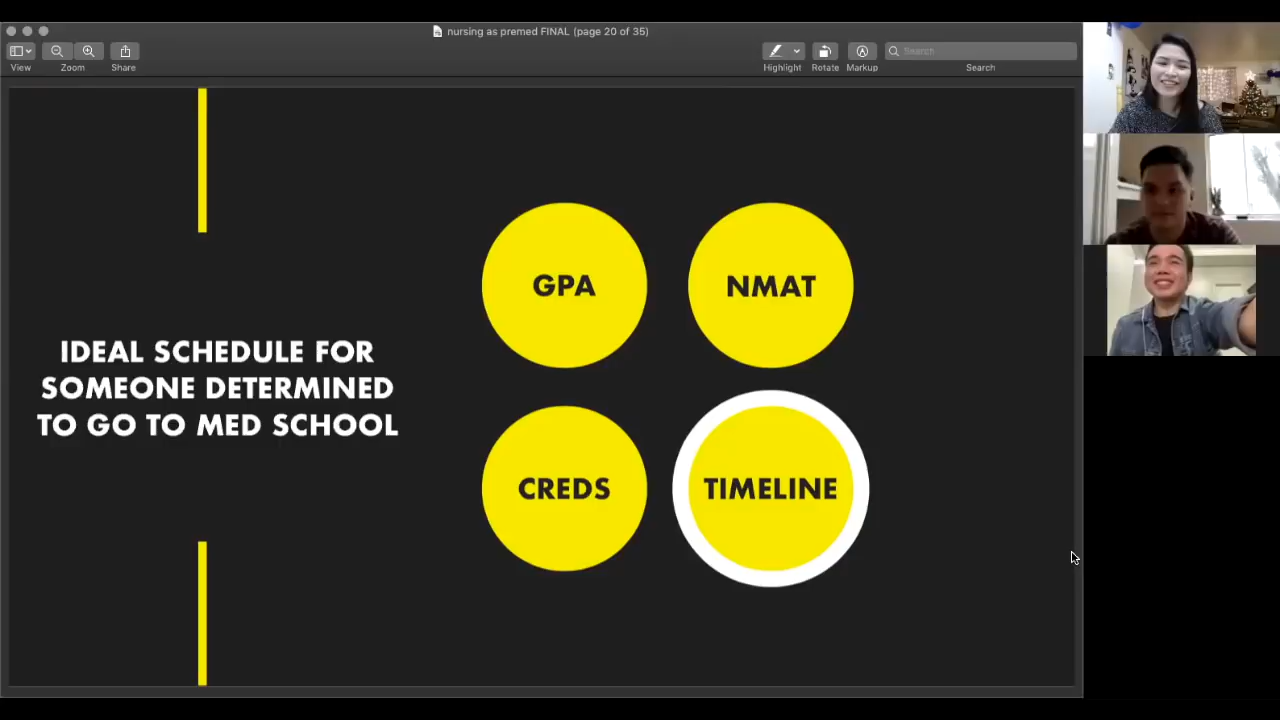 nursing as premed FINAL (page 20 of 35)
View
Zoom
Share
Highlight
Rotate
Markup
Search
Search
IDEAL SCHEDULE FOR
SOMEONE DETERMINED
TO GO TO MED SCHOOL
GPA
NMAT
CREDS
TIMELINE